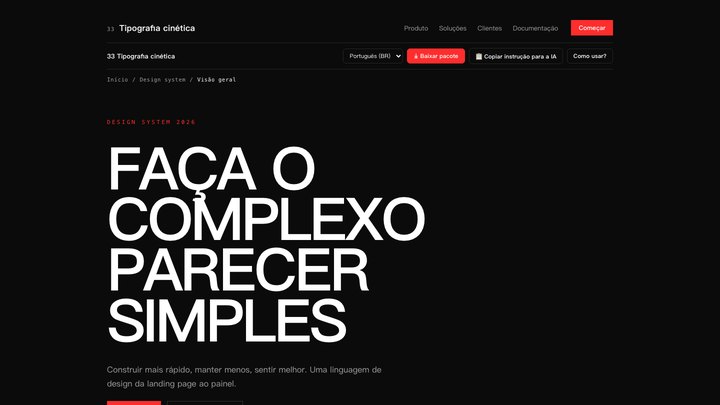 33 Tipografia cinética
Produto Soluções Clientes Documentação Começar
33 Tipografia cinética
Português (BR) Baixar pacote Copiar instrução para a IA Como usar?
Início / Design system / Visão geral
DESIGN SYSTEM 2026
FAÇA O
COMPLEXO
PARECER
SIMPLES
Construir mais rápido, manter menos, sentir melhor. Uma linguagem de
design da landing page ao painel.